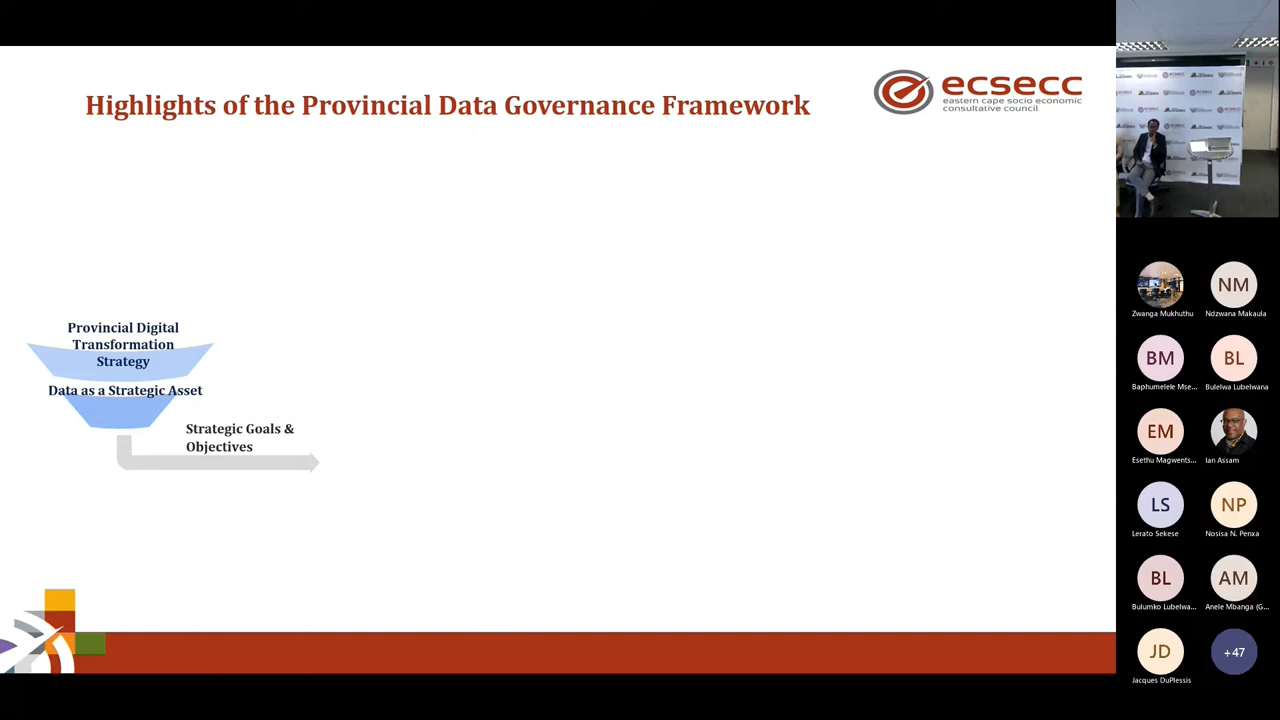 Highlights of the Provincial Data Governance Framework
ecsecc
eastern cape socio economic
consultative council
Provincial Digital
Transformation
Strategy
Data as a Strategic Asset
Strategic Goals &
Objectives
Zwanga Mukhuthu
NM
Ndzwana Makaula
BM
Baphumelele Mse...
BL
Bulelwa Lubelwana
EM
Esethu Magwents...
Ian Assam
LS
Lerato Sekese
NP
Nosisa N. Penxa
BL
Bulumko Lubelwa...
AM
Anele Mbanga (G...
JD
Jacques DuPlessis
+47